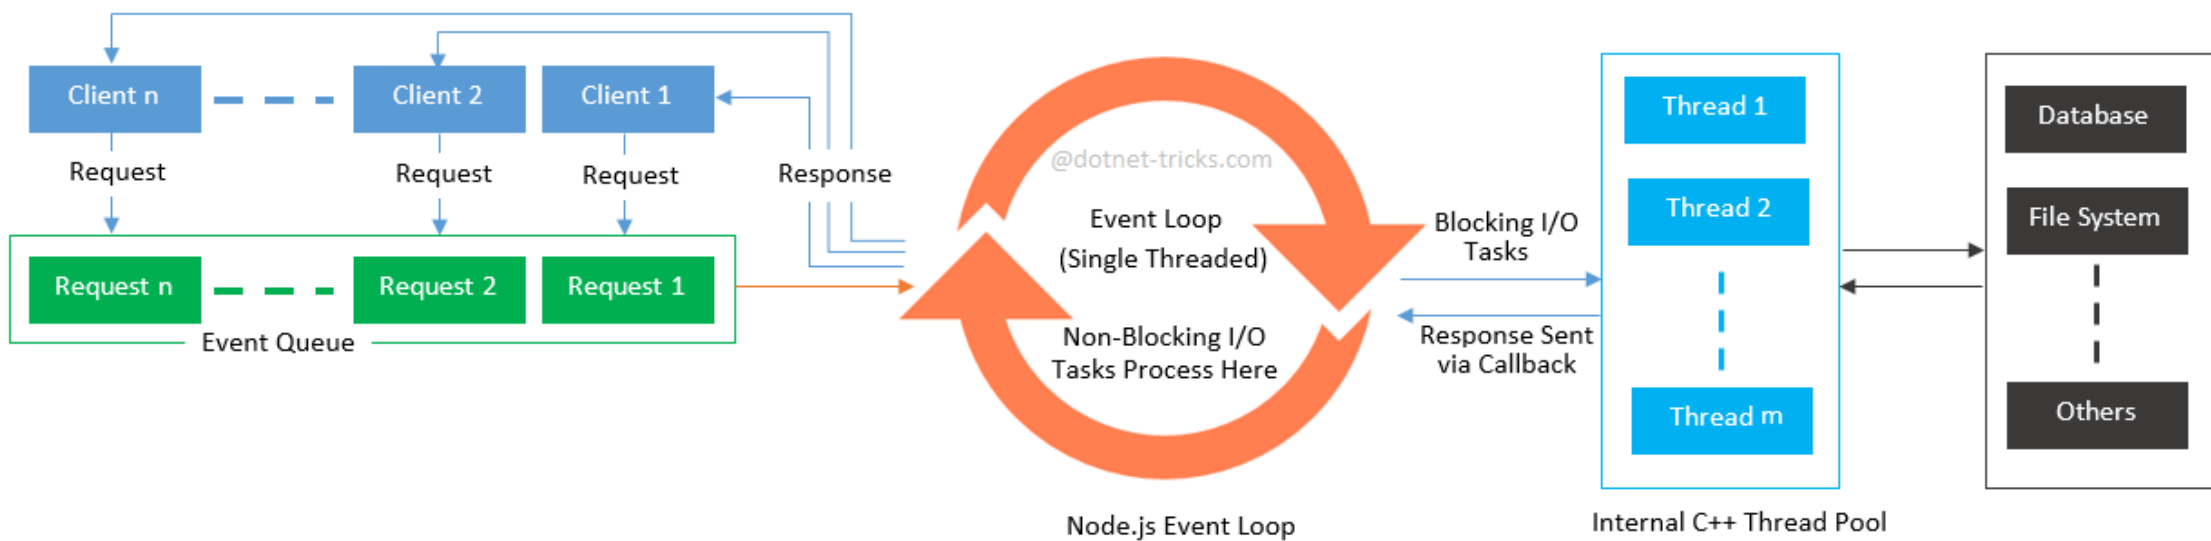 Client n
Client 2
Client 1
Request
Request
Request
Response
Request n
Request 2
Request 1
Event Queue
@dotnet-tricks.com
Event Loop
(Single Threaded)
Non-Blocking I/O
Tasks Process Here
Node.js Event Loop
Blocking I/O
Tasks
Response Sent
via Callback
Thread 1
Thread 2
Thread m
Internal C++ Thread Pool
Database
File System
Others